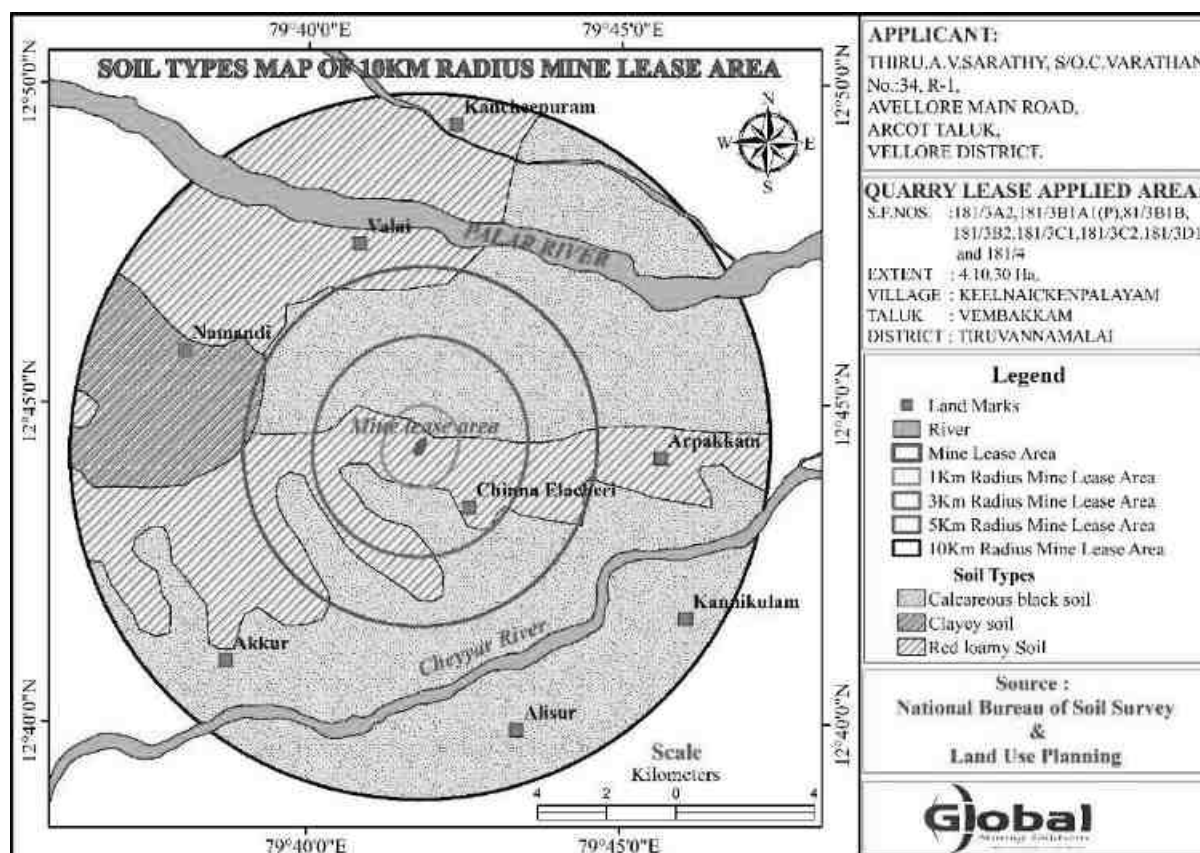 79°40'0"E
79°45'0"E
12°50'0"N
12°50'0"N
SOIL TYPES MAP OF 10KM RADIUS MINE LEASE AREA
Kancheepuram
N
W
E
S
Valai
PALAR RIVER
Namandi
12°45'0"N
12°45'0"N
Mine lease area
Arpakkam
Chinna Elacheri
Kannikulam
Akkur
Cheyyar River
Alisur
12°40'0"N
12°40'0"N
Scale
Kilometers
4 2 0 4
79°40'0"E
79°45'0"E
APPLICANT:
THIRU.A.V.SARATHY, S/O.C.VARATHAN
No.:34, R-1,
AVELLORE MAIN ROAD,
ARCOT TALUK,
VELLORE DISTRICT.
QUARRY LEASE APPLIED AREA
S.F.NOS. :181/3A2,181/3B1A1(P),81/3B1B,
181/3B2,181/3C1,181/3C2,181/3D1
and 181/4
EXTENT : 4.10.30 Ha,
VILLAGE : KEELNAICKENPALAYAM
TALUK : VEMBAKKAM
DISTRICT : TIRUVANNAMALAI
Legend
Land Marks
River
Mine Lease Area
1Km Radius Mine Lease Area
3Km Radius Mine Lease Area
5Km Radius Mine Lease Area
10Km Radius Mine Lease Area
Soil Types
Calcareous black soil
Clayey soil
Red loamy Soil
Source :
National Bureau of Soil Survey
&
Land Use Planning
Global